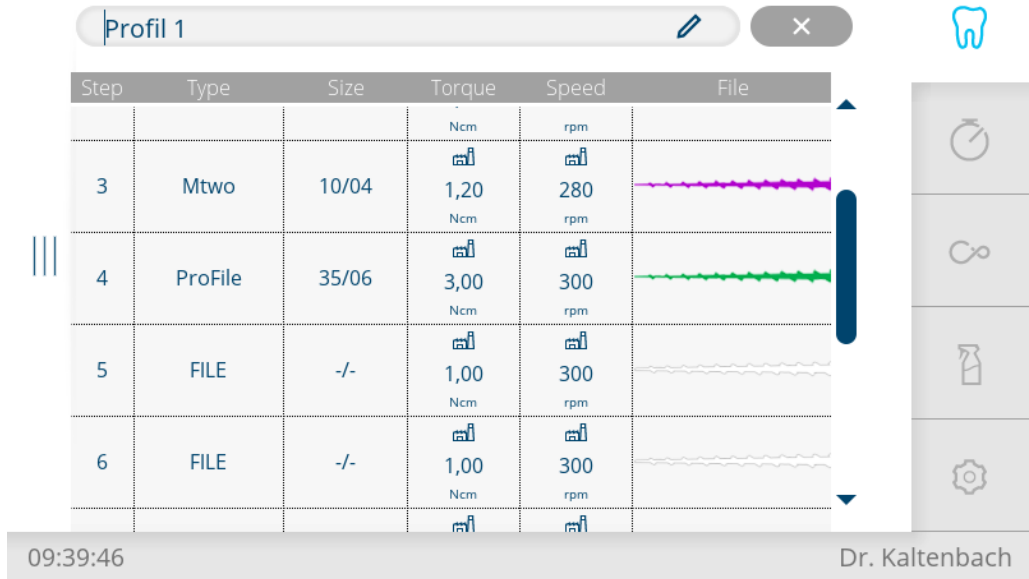 Profil 1
Step Type Size Torque Speed File
Ncm rpm
3 Mtwo 10/04 1,20 280
Ncm rpm
4 ProFile 35/06 3,00 300
Ncm rpm
5 FILE -/- 1,00 300
Ncm rpm
6 FILE -/- 1,00 300
Ncm rpm
09:39:46 Dr. Kaltenbach